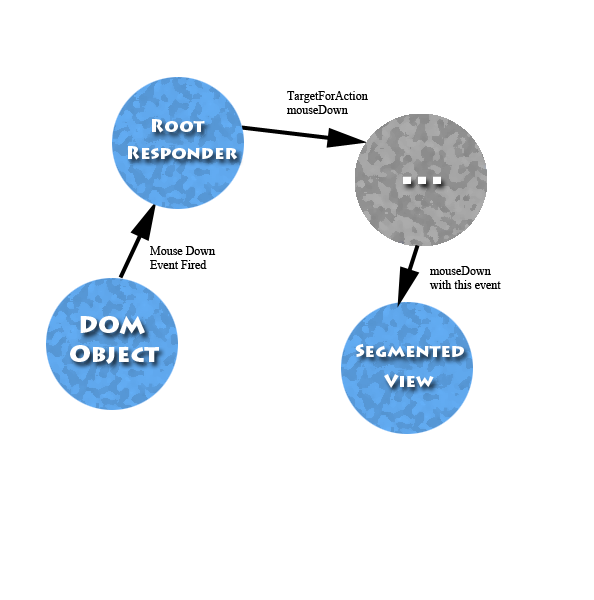 TargetForAction
mouseDown
Root
Responder
...
Mouse Down
Event Fired
mouseDown
with this event
DOM
Object
Segmented
View